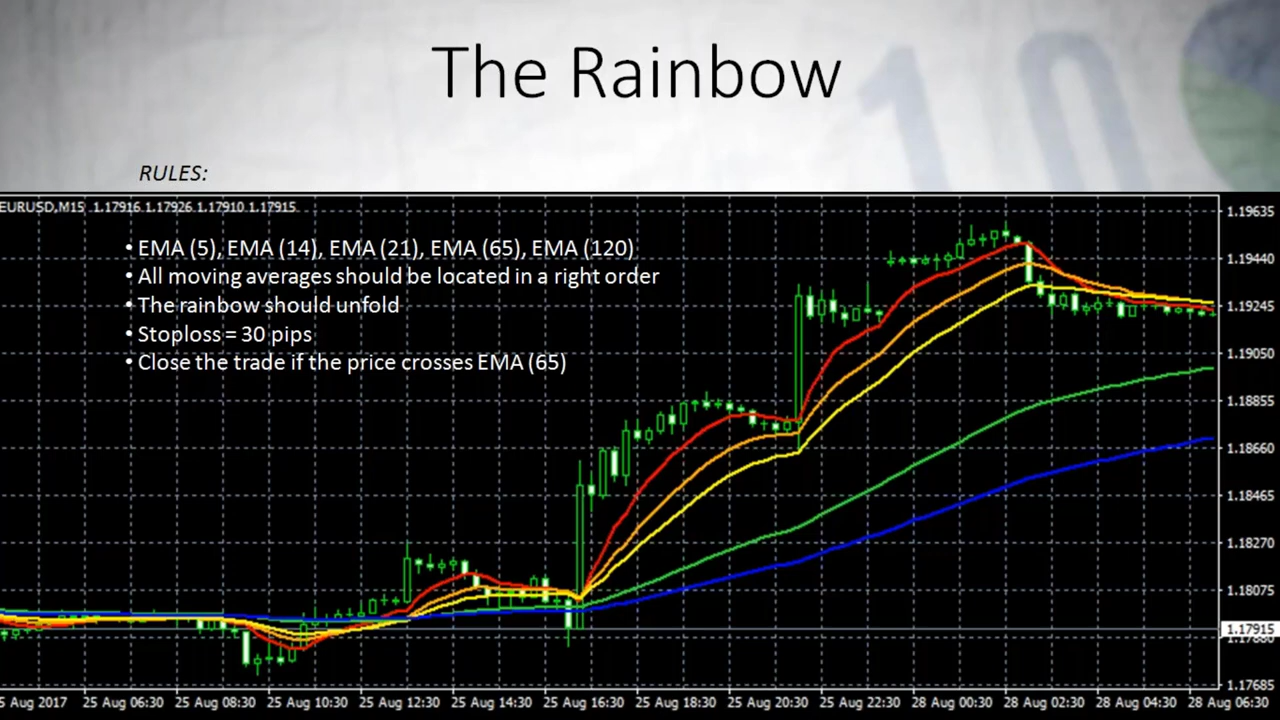 The Rainbow
RULES:
EURUSD,M15 1.17916 1.17926 1.17910 1.17915
• EMA (5), EMA (14), EMA (21), EMA (65), EMA (120)
• All moving averages should be located in a right order
• The rainbow should unfold
• Stoploss = 30 pips
• Close the trade if the price crosses EMA (65)
1.19635
1.19440
1.19245
1.19050
1.18855
1.18660
1.18465
1.18270
1.18075
1.17915
1.17685
5 Aug 2017 25 Aug 06:30 25 Aug 08:30 25 Aug 10:30 25 Aug 12:30 25 Aug 14:30 25 Aug 16:30 25 Aug 18:30 25 Aug 20:30 25 Aug 22:30 28 Aug 00:30 28 Aug 02:30 28 Aug 04:30 28 Aug 06:30